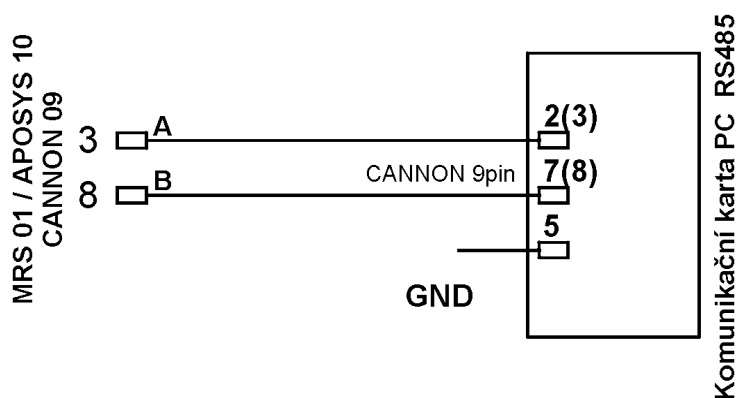 MRS 01 / APOSYS 10
CANNON 09
3
A
8
B
CANNON 9pin
2(3)
7(8)
5
GND
Komunikační karta PC RS485